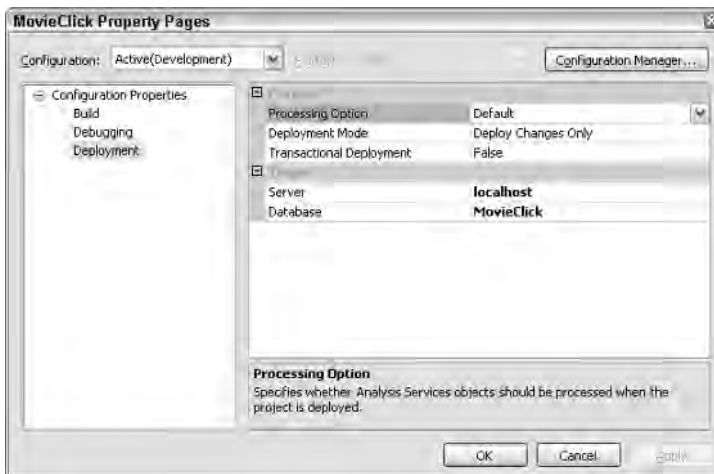 MovieClick Property Pages
Configuration: Active(Development)
Configuration Manager...
Configuration Properties
Build
Debugging
Deployment
Processing Option Default
Deployment Mode Deploy Changes Only
Transactional Deployment False
Server localhost
Database MovieClick
Processing Option
Specifies whether Analysis Services objects should be processed when the
project is deployed.
OK Cancel Apply